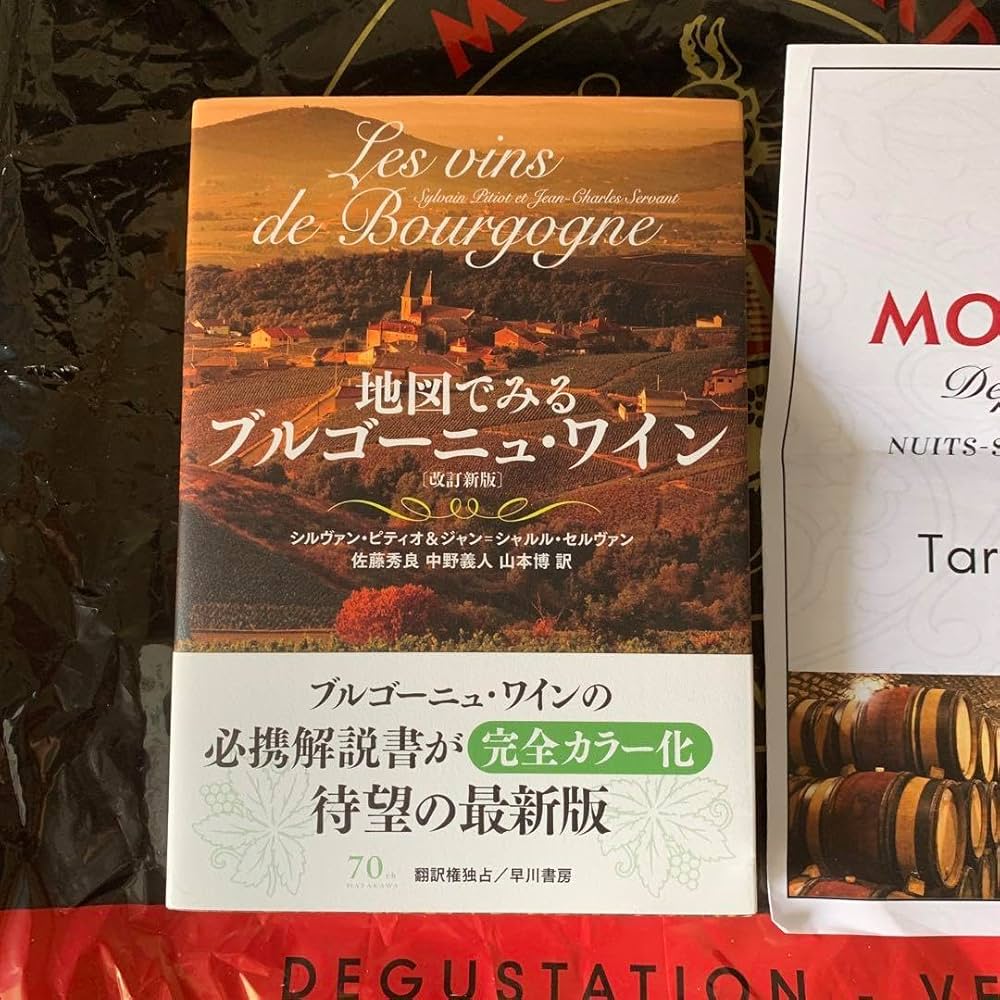 Les vins
Sylvain Pitiot et Jean-Charles Servant
de Bourgogne
地図でみる
ブルゴーニュ・ワイン
[改訂新版]
シルヴァン・ピティオ&ジャン=シャルル・セルヴァン
佐藤秀良 中野義人 山本博 訳
ブルゴーニュ・ワインの
必携解説書が 完全カラー化
待望の最新版
70th
HAYAKAWA
翻訳権独占/早川書房
MO
NUITS-S
Tar
DEGUSTATION - VE